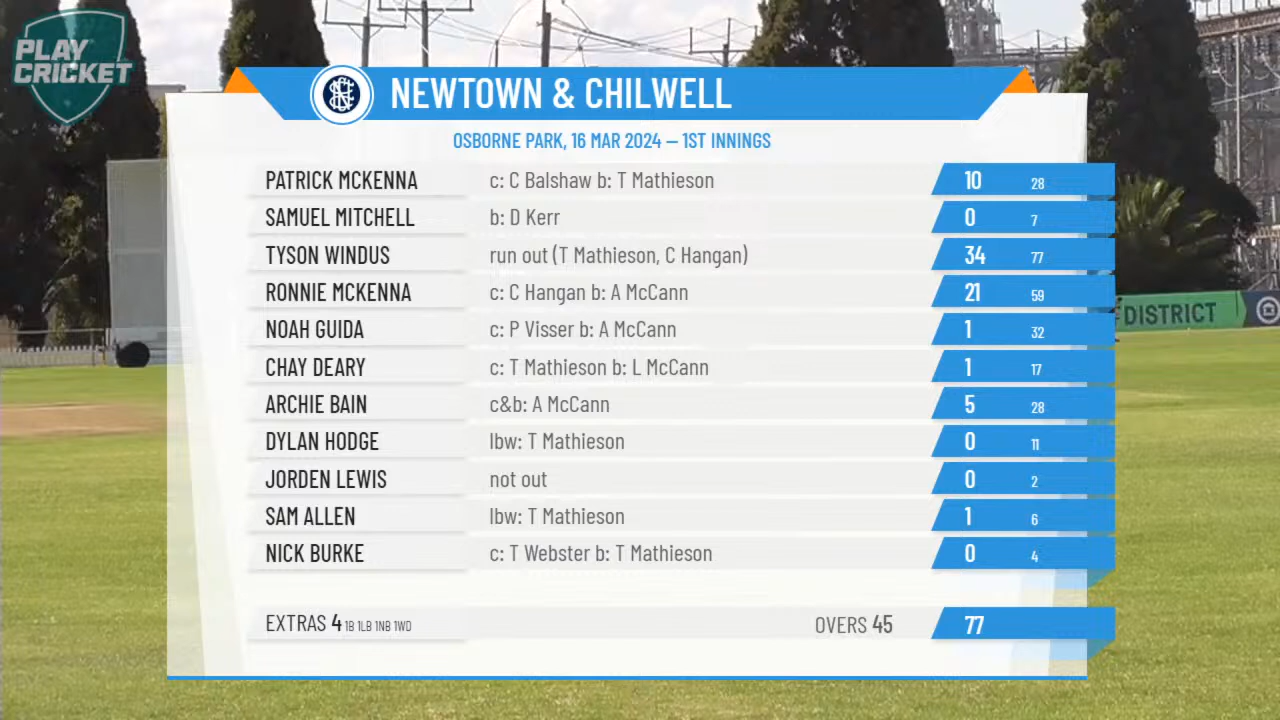 PLAY
CRICKET
NEWTOWN & CHILWELL
OSBORNE PARK, 16 MAR 2024 – 1ST INNINGS
PATRICK MCKENNA c: C Balshaw b: T Mathieson 10 28
SAMUEL MITCHELL b: D Kerr 0 7
TYSON WINDUS run out (T Mathieson, C Hangan) 34 77
RONNIE MCKENNA c: C Hangan b: A McCann 21 59
NOAH GUIDA c: P Visser b: A McCann 1 32
DISTRICT
CHAY DEARY c: T Mathieson b: L McCann 1 17
ARCHIE BAIN c&b: A McCann 5 28
DYLAN HODGE lbw: T Mathieson 0 11
JORDEN LEWIS not out 0 2
SAM ALLEN lbw: T Mathieson 1 6
NICK BURKE c: T Webster b: T Mathieson 0 4
EXTRAS 4 1B 1LB 1NB 1WD OVERS 45 77